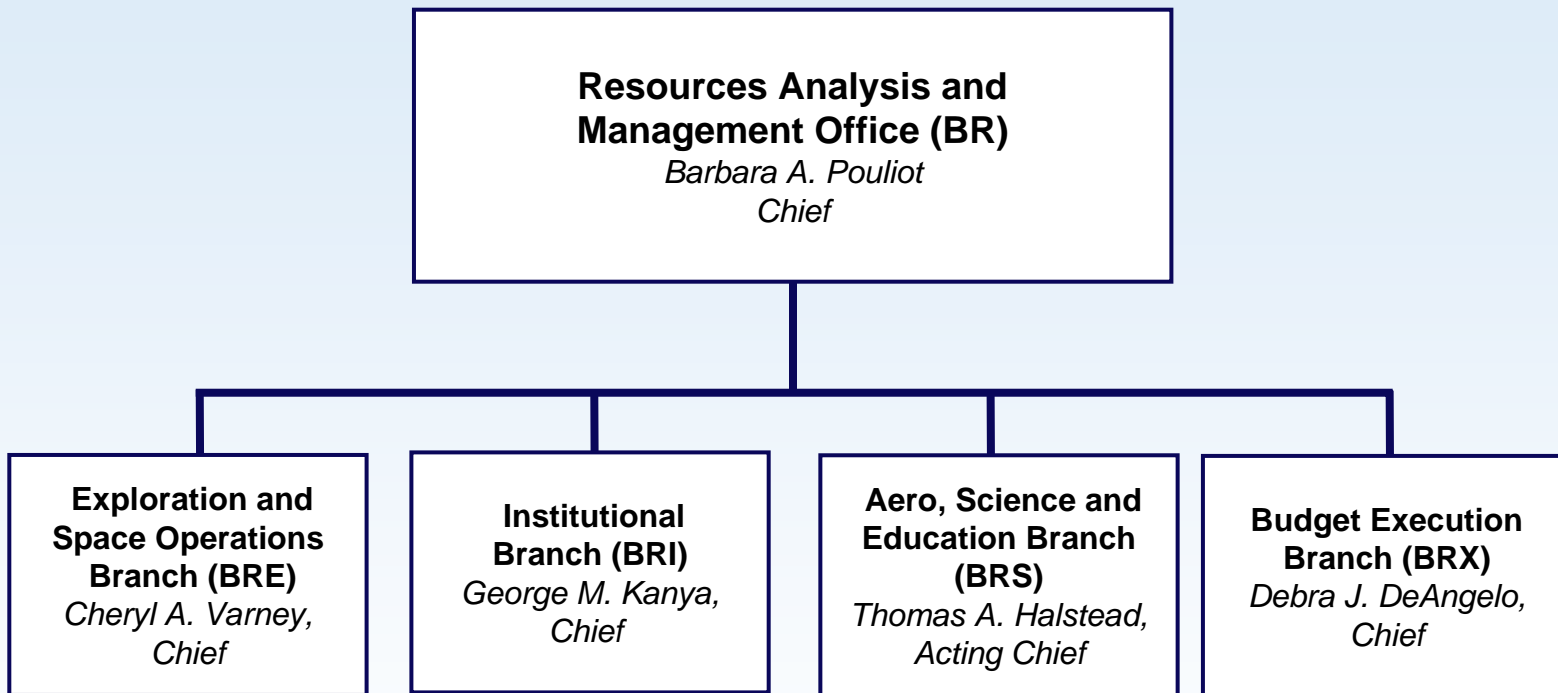 Resources Analysis and
Management Office (BR)
Barbara A. Pouliot
Chief
Exploration and
Space Operations
Branch (BRE)
Cheryl A. Varney,
Chief
Institutional
Branch (BRI)
George M. Kanya,
Chief
Aero, Science and
Education Branch
(BRS)
Thomas A. Halstead,
Acting Chief
Budget Execution
Branch (BRX)
Debra J. DeAngelo,
Chief